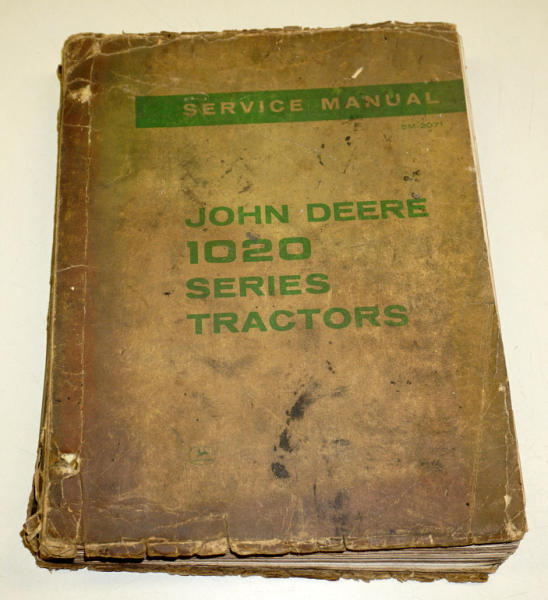 SERVICE MANUAL
SM-2071
JOHN DEERE
1020
SERIES
TRACTORS